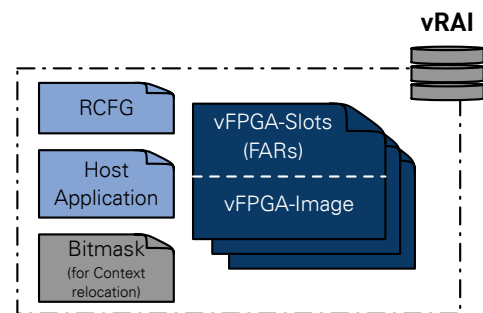 vRAI
RCFG
Host
Application
Bitmask
(for Context
relocation)
vFPGA-Slots
(FARs)
vFPGA-Image